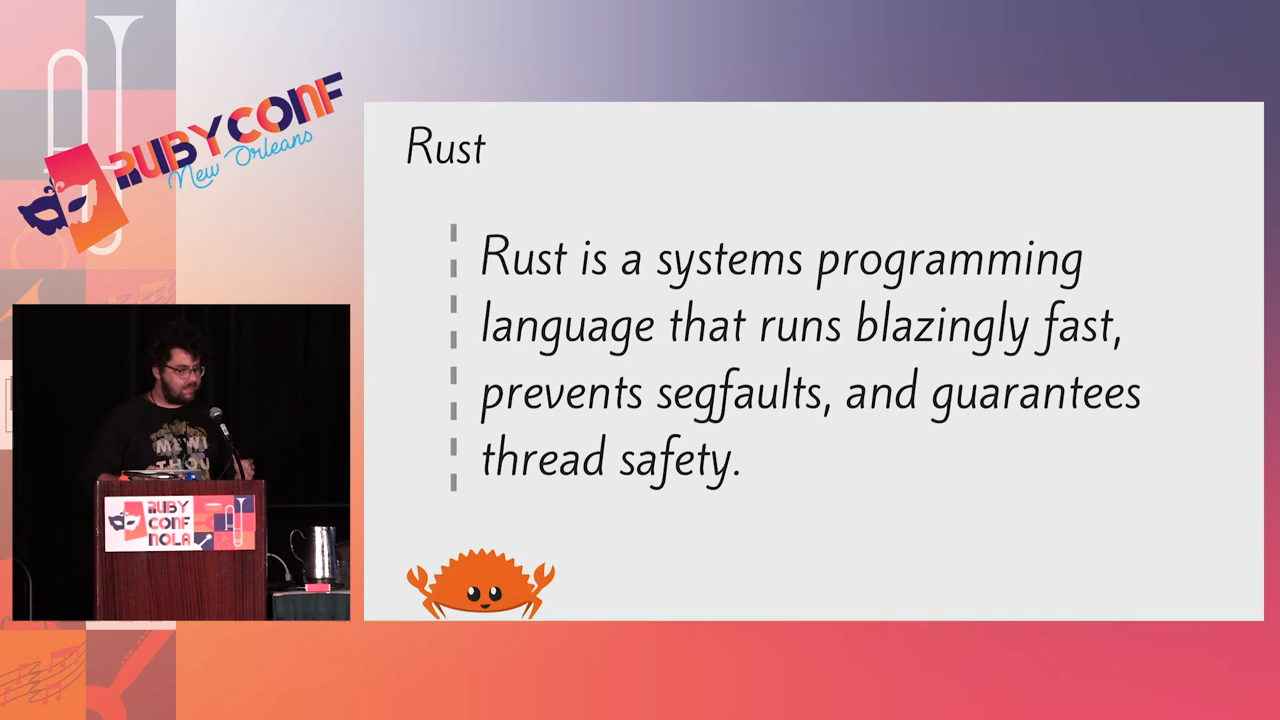 RUBYCONF
New Orleans
Rust
Rust is a systems programming
language that runs blazingly fast,
prevents segfaults, and guarantees
thread safety.
THOU
RUBY
CONF
NOLA